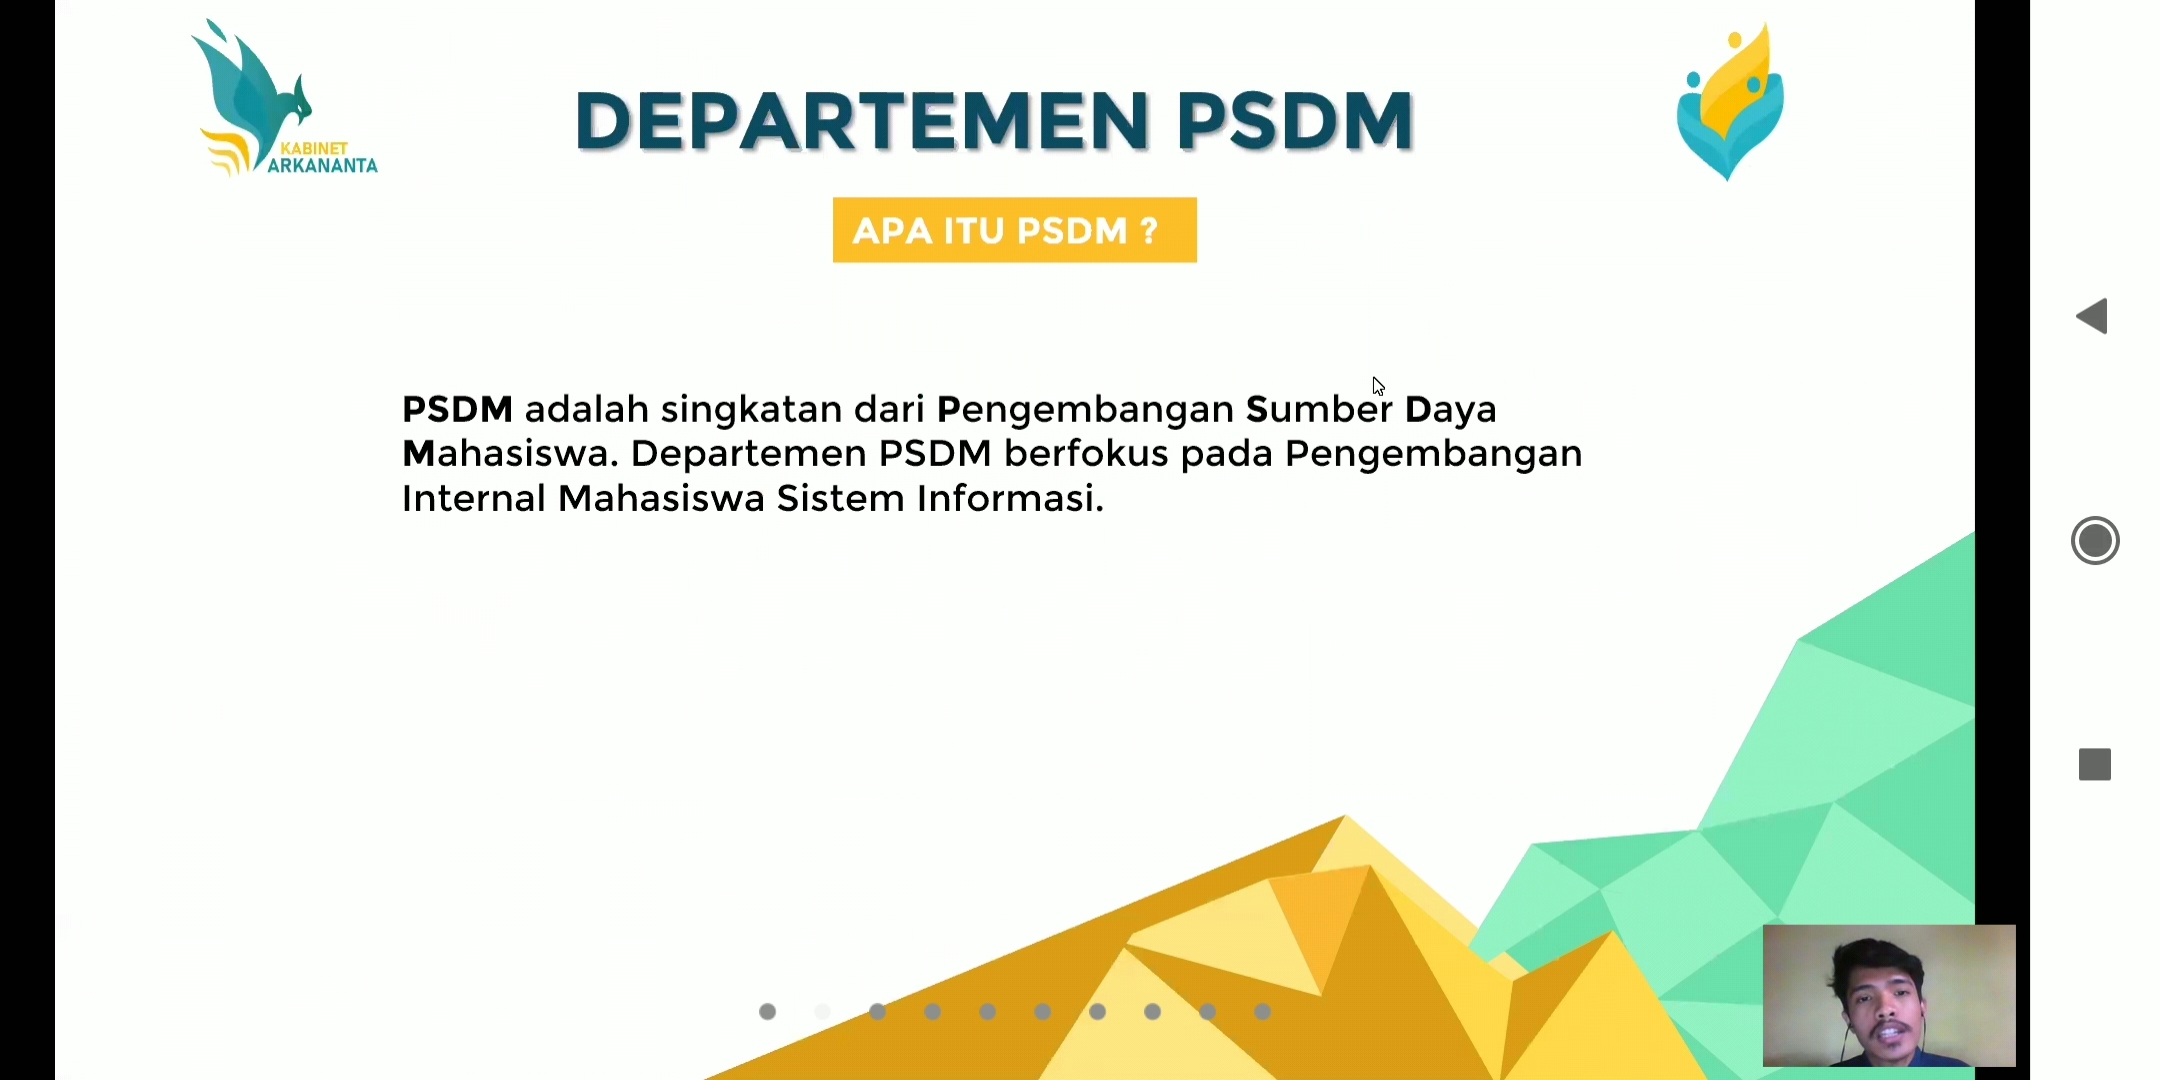 KABINET
ARKANANTA
DEPARTEMEN PSDM
APA ITU PSDM ?
PSDM adalah singkatan dari Pengembangan Sumber Daya
Mahasiswa. Departemen PSDM berfokus pada Pengembangan
Internal Mahasiswa Sistem Informasi.